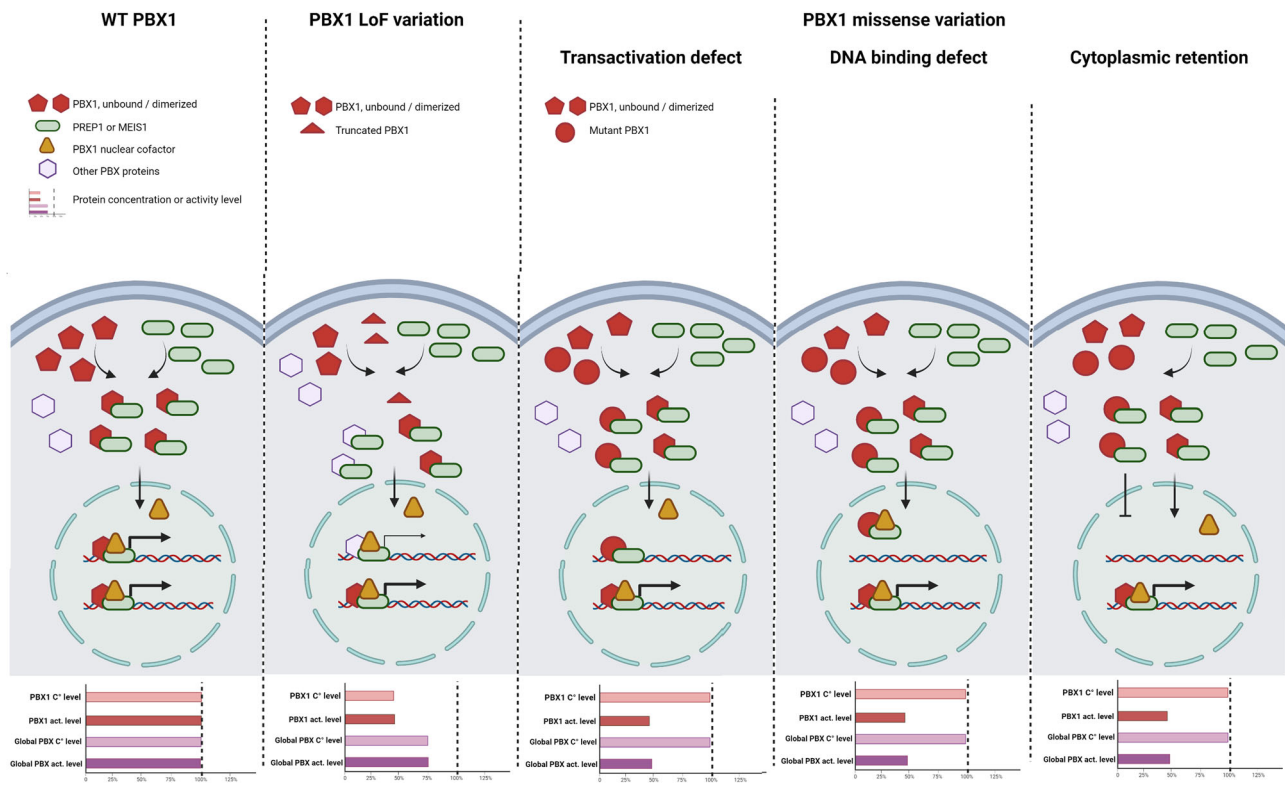 WT PBX1
PBX1 LoF variation
PBX1 missense variation
Transactivation defect
DNA binding defect
Cytoplasmic retention
PBX1, unbound / dimerized
PREP1 or MEIS1
PBX1 nuclear cofactor
Other PBX proteins
Protein concentration or activity level
PBX1, unbound / dimerized
Truncated PBX1
PBX1, unbound / dimerized
Mutant PBX1
PBX1 C° level
PBX1 act. level
Global PBX C° level
Global PBX act. level
0 25% 50% 75% 100% 125%
PBX1 C° level
PBX1 act. level
Global PBX C° level
Global PBX act. level
0 25% 50% 75% 100% 125%
PBX1 C° level
PBX1 act. level
Global PBX C° level
Global PBX act. level
0 25% 50% 75% 100% 125%
PBX1 C° level
PBX1 act. level
Global PBX C° level
Global PBX act. level
0 25% 50% 75% 100% 125%
PBX1 C° level
PBX1 act. level
Global PBX C° level
Global PBX act. level
0 25% 50% 75% 100% 125%